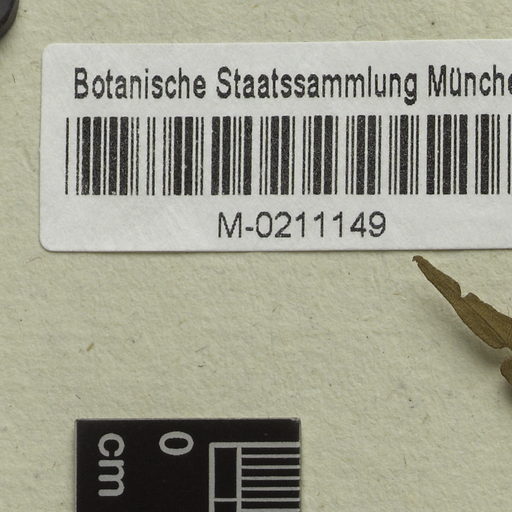 Botanische Staatssammlung Münche
M-0211149
0
cm